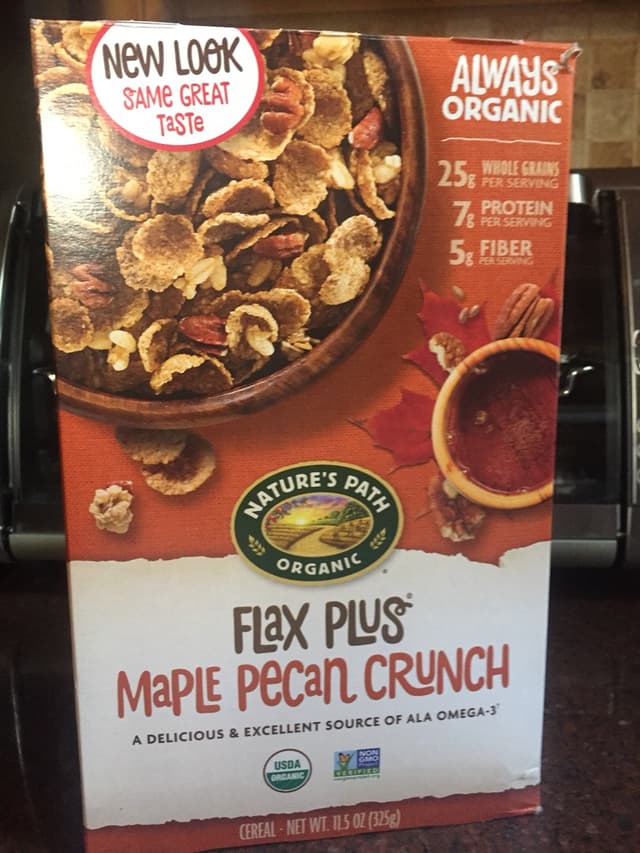 NEW LOOK
SAME GREAT
TaSTe
ALWAYS
ORGANIC
25g WHOLE GRAINS
PER SERVING
7g PROTEIN
PER SERVING
5g FIBER
PER SERVING
NATURE'S PATH
ORGANIC
FLaX PLUS®
MaPLE PeCan CRUNCH
A DELICIOUS & EXCELLENT SOURCE OF ALA OMEGA-3†
USDA
ORGANIC
NON
GMO
Project
VERIFIED
CEREAL - NET WT. 11.5 OZ (325g)